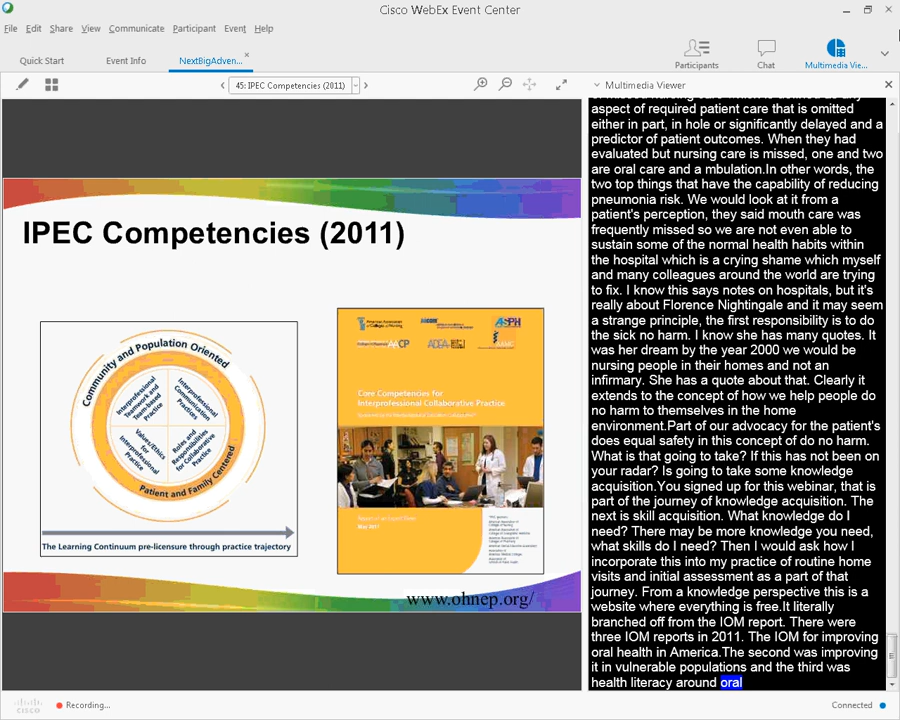 Cisco WebEx Event Center
File Edit Share View Communicate Participant Event Help
Quick Start Event Info NextBigAdven...
Participants Chat Multimedia Vie...
45: IPEC Competencies (2011)
Multimedia Viewer
IPEC Competencies (2011)
Community and Population Oriented
Interprofessional Teamwork and Team-based Practice
Interprofessional Communication Practices
Values/Ethics for Interprofessional Practice
Roles and Responsibilities for Collaborative Practice
Patient and Family Centered
The Learning Continuum pre-licensure through practice trajectory
American Association
of Colleges of Nursing
AACOM
ASPH
AACP
ADEA
AAMC
Core Competencies for
Interprofessional Collaborative Practice
Report of an Expert Panel
May 2011
www.ohnep.org/
aspect of required patient care that is omitted
either in part, in hole or significantly delayed and a
predictor of patient outcomes. When they had
evaluated but nursing care is missed, one and two
are oral care and a mbulation.In other words, the
two top things that have the capability of reducing
pneumonia risk. We would look at it from a
patient's perception, they said mouth care was
frequently missed so we are not even able to
sustain some of the normal health habits within
the hospital which is a crying shame which myself
and many colleagues around the world are trying
to fix. I know this says notes on hospitals, but it's
really about Florence Nightingale and it may seem
a strange principle, the first responsibility is to do
the sick no harm. I know she has many quotes. It
was her dream by the year 2000 we would be
nursing people in their homes and not an
infirmary. She has a quote about that. Clearly it
extends to the concept of how we help people do
no harm to themselves in the home
environment.Part of our advocacy for the patient's
does equal safety in this concept of do no harm.
What is that going to take? If this has not been on
your radar? Is going to take some knowledge
acquisition.You signed up for this webinar, that is
part of the journey of knowledge acquisition. The
next is skill acquisition. What knowledge do I
need? There may be more knowledge you need,
what skills do I need? Then I would ask how I
incorporate this into my practice of routine home
visits and initial assessment as a part of that
journey. From a knowledge perspective this is a
website where everything is free.It literally
branched off from the IOM report. There were
three IOM reports in 2011. The IOM for improving
oral health in America.The second was improving
it in vulnerable populations and the third was
health literacy around oral
cisco Recording... Connected